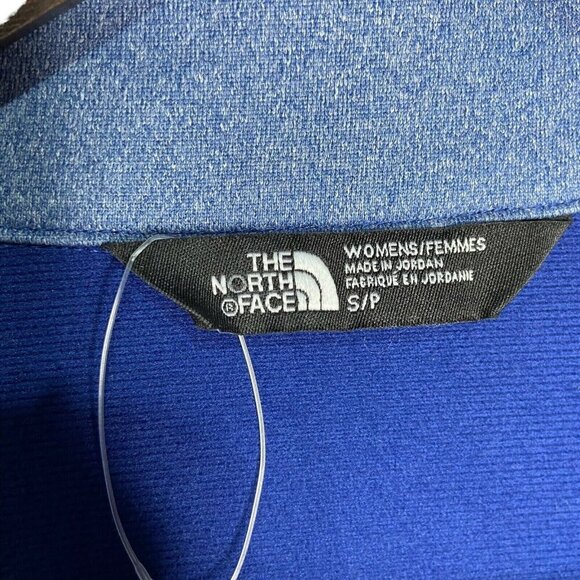 THE
NORTH
®FACE
WOMENS/FEMMES
MADE IN JORDAN
FABRIQUÉ EN JORDANIE
S/P